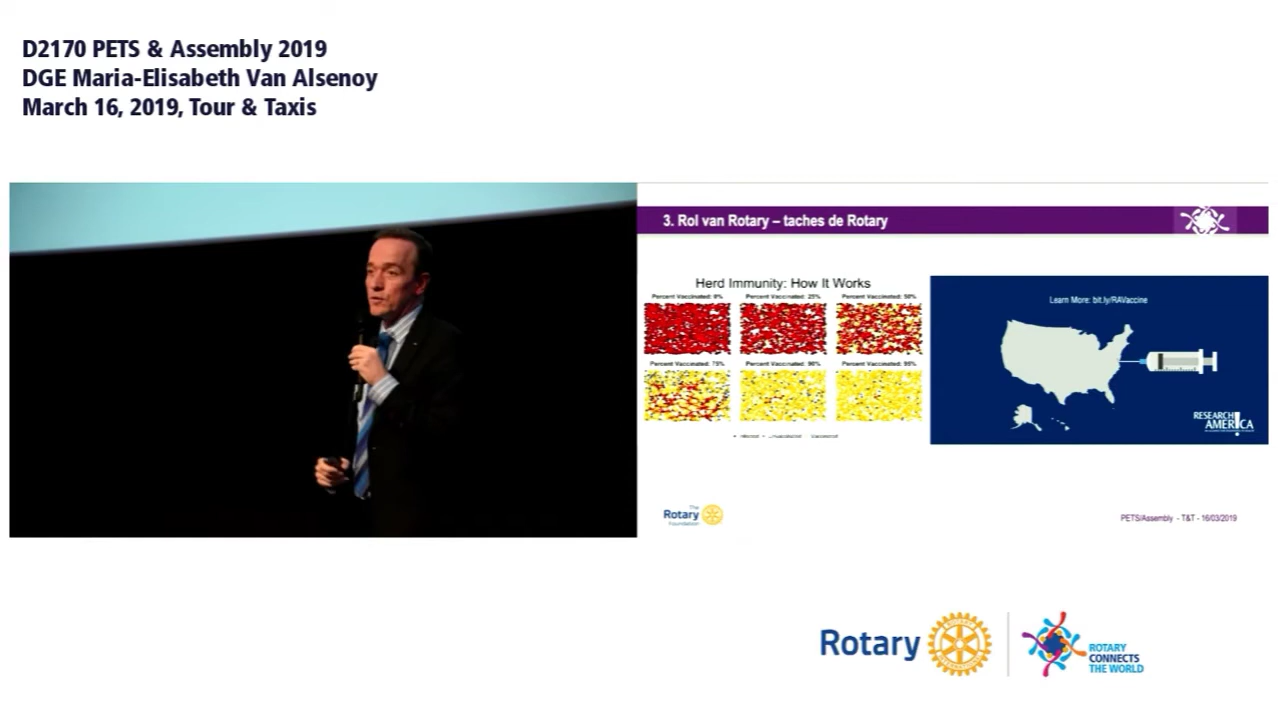 D2170 PETS & Assembly 2019
DGE Maria-Elisabeth Van Alsenoy
March 16, 2019, Tour & Taxis
3. Rol van Rotary – taches de Rotary
Herd Immunity: How It Works
Percent Vaccinated: 0%
Percent Vaccinated: 25%
Percent Vaccinated: 50%
Percent Vaccinated: 75%
Percent Vaccinated: 90%
Percent Vaccinated: 95%
Learn More: bit.ly/RAVaccine
RESEARCH!
AMERICA
The
Rotary
Foundation
PETS/Assembly - T&T - 16/03/2019
Rotary
ROTARY
CONNECTS
THE WORLD